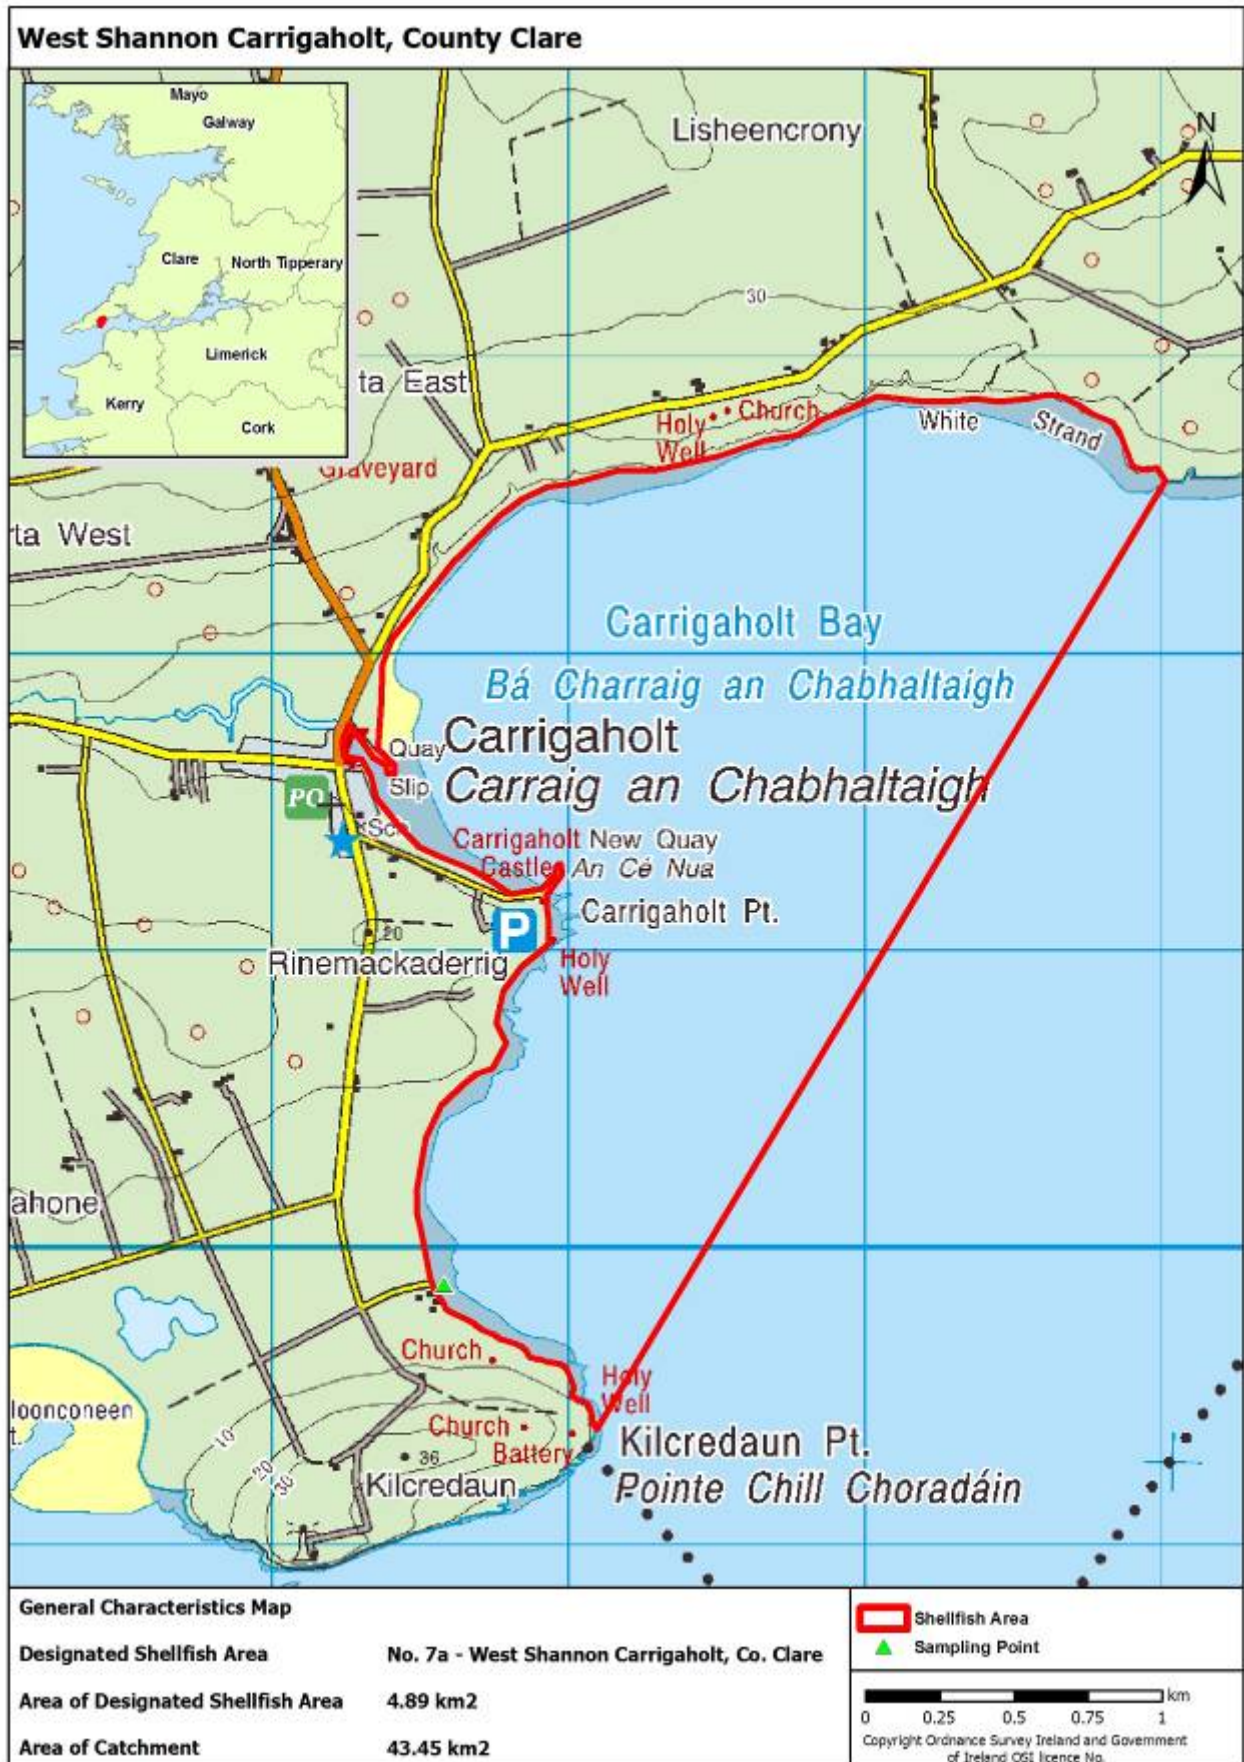 West Shannon Carrigaholt, County Clare
Mayo
Galway
Clare
North Tipperary
Limerick
Kerry
Cork
Lisheencrony
N
30
ta East
Holy
Well
Church
White
Strand
Graveyard
rta West
Carrigaholt Bay
Bá Charraig an Chabhaltaigh
Quay
Carrigaholt
Slip
Carraig an Chabhaltaigh
PO
Sch
Carrigaholt
Castle
New Quay
An Cé Nua
Carrigaholt Pt.
P
20
Rinemackaderrig
Holy
Well
ahone
Church
Holy
Well
loonconeen
t.
10
20
30
Church
Battery
36
Kilcredaun
Kilcredaun Pt.
Pointe Chill Choradáin
General Characteristics Map
Designated Shellfish Area No. 7a - West Shannon Carrigaholt, Co. Clare
Area of Designated Shellfish Area 4.89 km2
Area of Catchment 43.45 km2
Shellfish Area
Sampling Point
km
0 0.25 0.5 0.75 1
Copyright Ordnance Survey Ireland and Government
of Ireland OSI licence No.